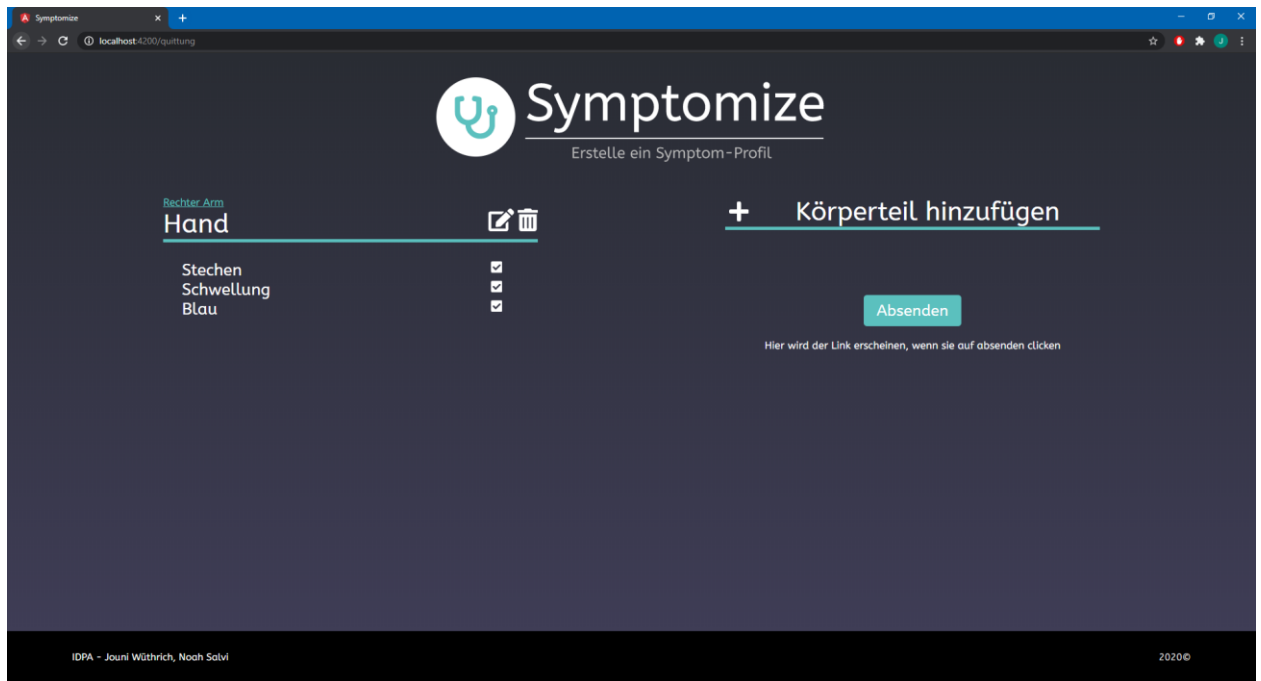 Symptomize
localhost:4200/quittung
Symptomize
Erstelle ein Symptom-Profil
Rechter Arm
Hand
Stechen
Schwellung
Blau
Körperteil hinzufügen
Absenden
Hier wird der Link erscheinen, wenn sie auf absenden clicken
IDPA - Jouni Wüthrich, Noah Salvi
2020©